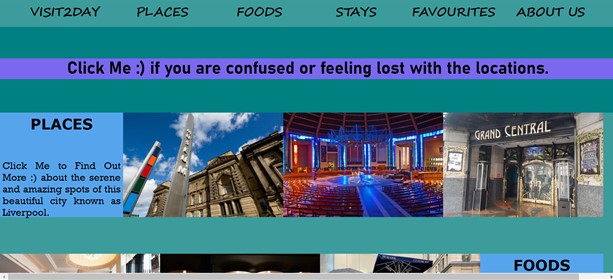 VISIT2DAY PLACES FOODS STAYS FAVOURITES ABOUT US
Click Me :) if you are confused or feeling lost with the locations.
PLACES
Click Me to Find Out
More :) about the serene
and amazing spots of this
beautiful city known as
Liverpool.
GRAND CENTRAL
FOODS